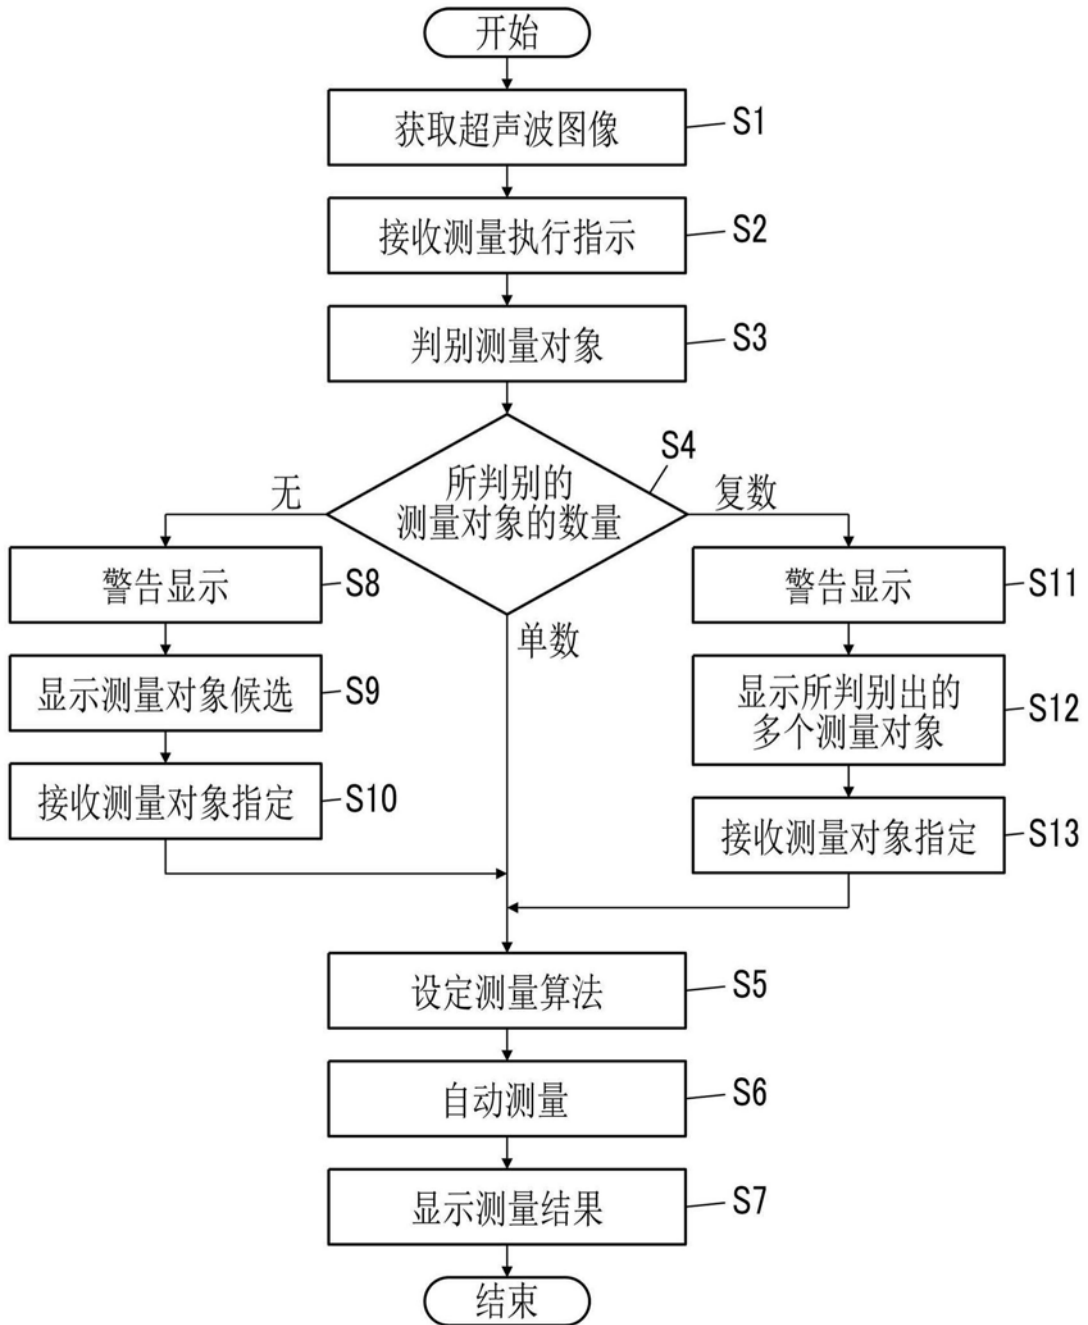 开始
获取超声波图像
S1
接收测量执行指示
S2
判别测量对象
S3
所判别的
测量对象的数量
S4
无
复数
单数
警告显示
S8
显示测量对象候选
S9
接收测量对象指定
S10
警告显示
S11
显示所判别出的
多个测量对象
S12
接收测量对象指定
S13
设定测量算法
S5
自动测量
S6
显示测量结果
S7
结束